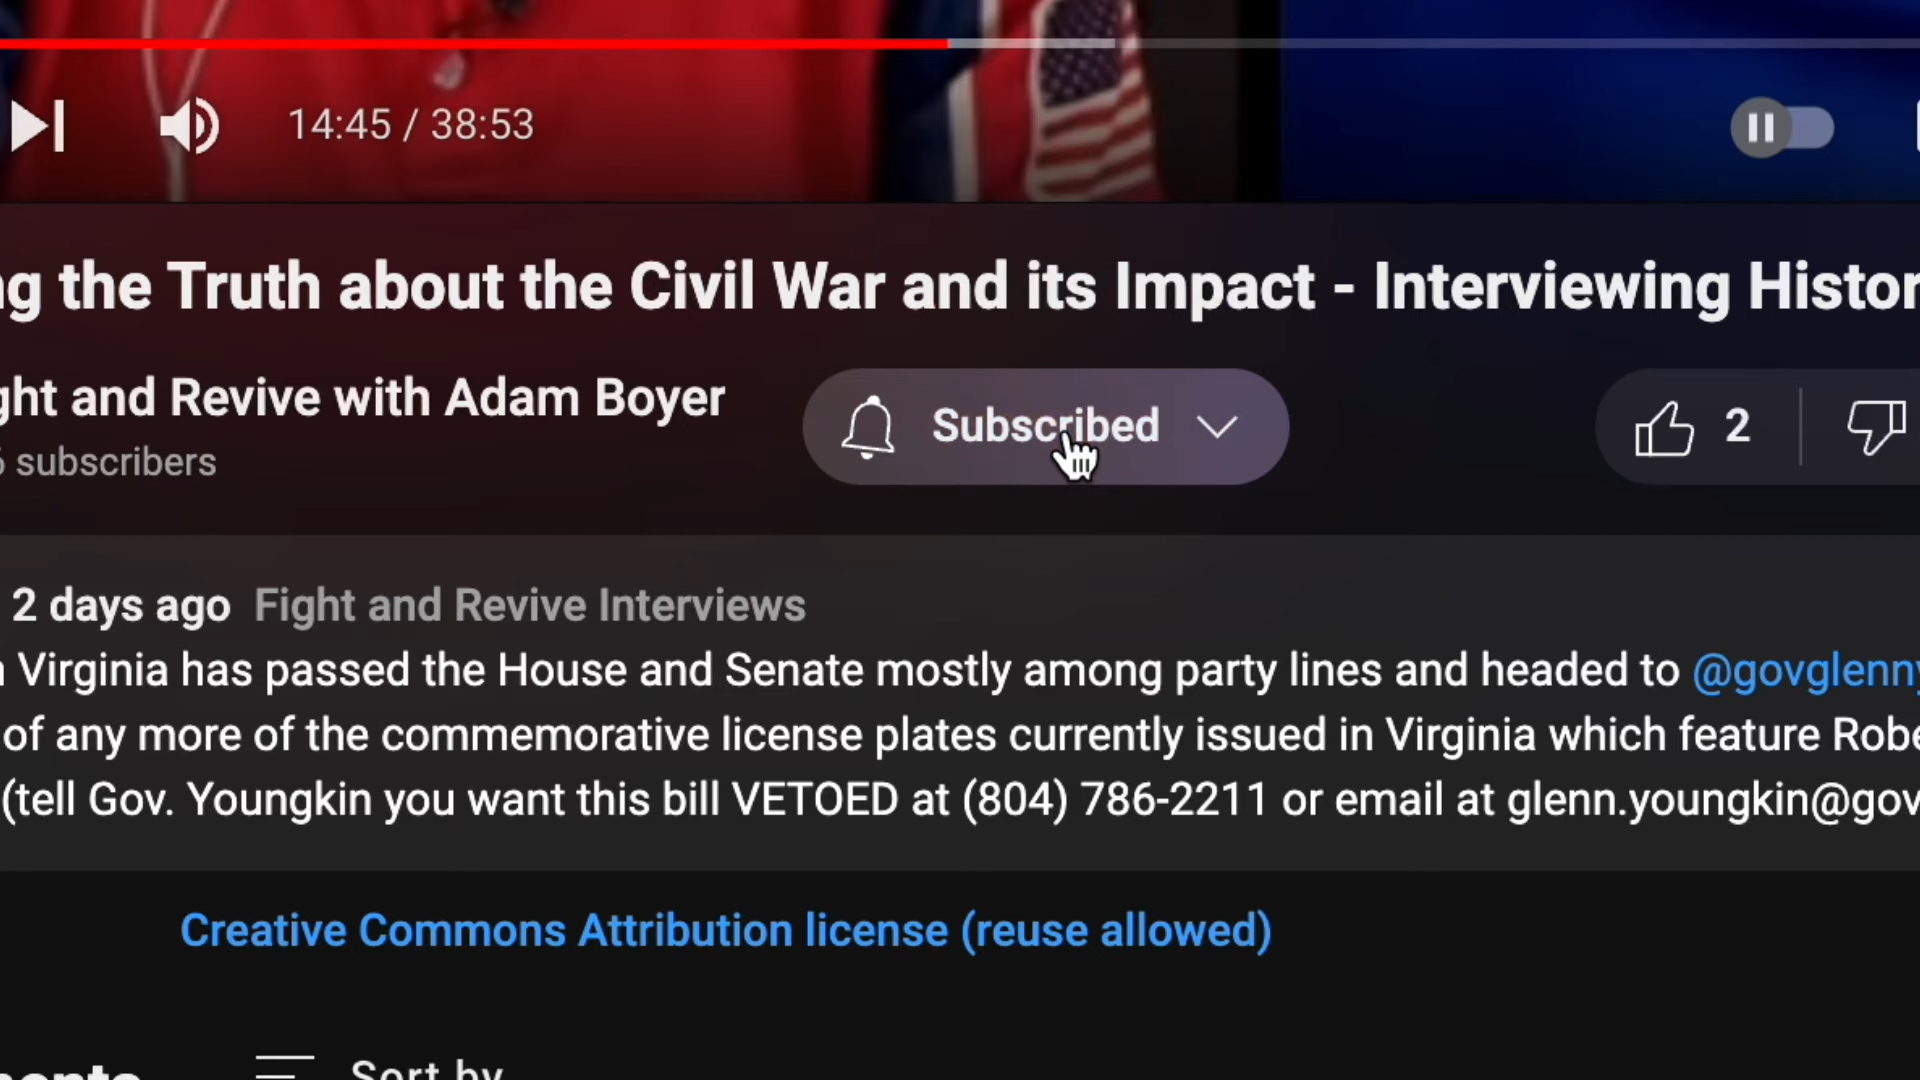 14:45 / 38:53
the Truth about the Civil War and its Impact - Interviewing
and Revive with Adam Boyer
subscribers
Subscribed
2
2 days ago Fight and Revive Interviews
Virginia has passed the House and Senate mostly among party lines and headed to
of any more of the commemorative license plates currently issued in Virginia which feature
(tell Gov. Youngkin you want this bill VETOED at (804) 786-2211 or email at glenn.youngkin@gov
Creative Commons Attribution license (reuse allowed)
Sort by